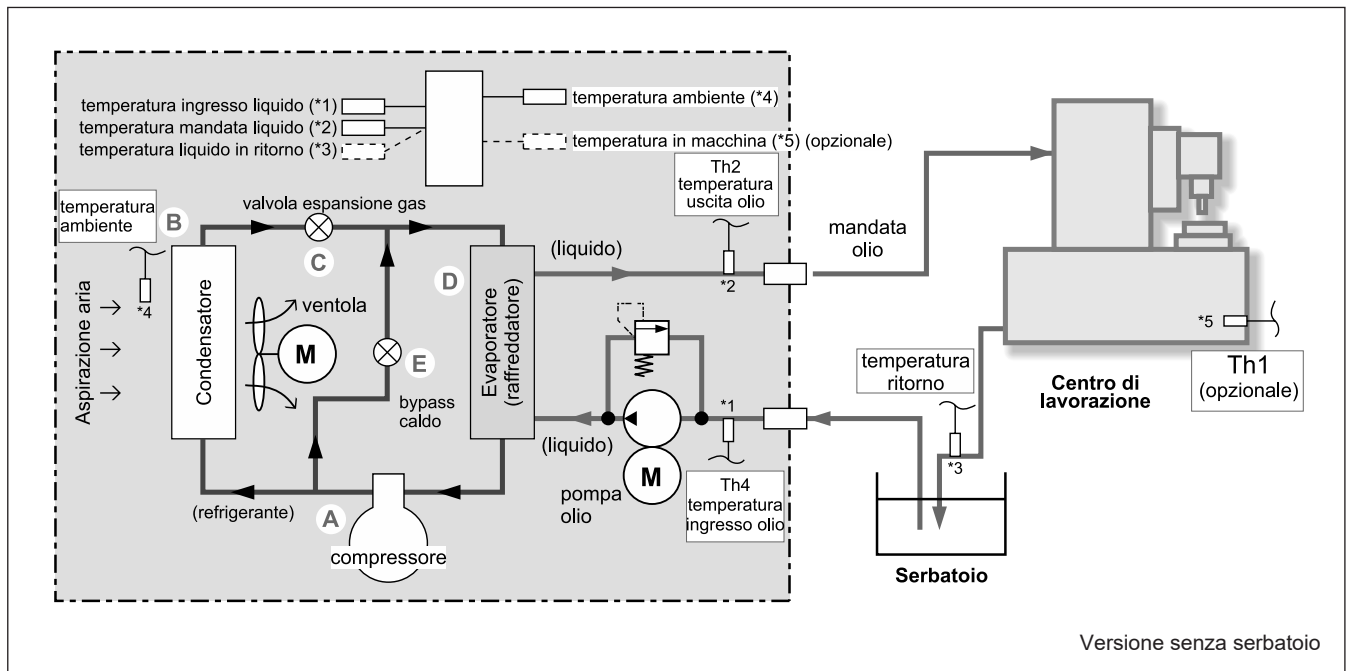 temperatura ingresso liquido (*1)
temperatura mandata liquido (*2)
temperatura liquido in ritorno (*3)
temperatura ambiente (*4)
temperatura in macchina (*5) (opzionale)
Th2
temperatura
uscita olio
temperatura
ambiente
B
valvola espansione gas
C
D
(liquido)
*2
mandata
olio
Aspirazione aria
*4
Condensatore
ventola
M
E
bypass
caldo
Evaporatore
(raffreddatore)
*5
Th1
(opzionale)
Centro di
lavorazione
temperatura
ritorno
*3
*1
(liquido)
pompa
olio
M
Th4
temperatura
ingresso olio
(refrigerante)
A
compressore
Serbatoio
Versione senza serbatoio